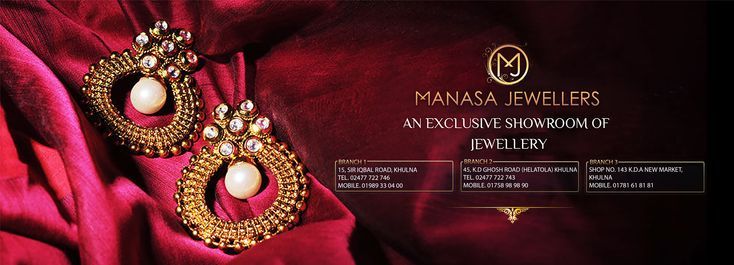 MJ
MANASA JEWELLERS
AN EXCLUSIVE SHOWROOM OF
JEWELLERY
BRANCH 1
15, SIR IQBAL ROAD, KHULNA
TEL. 02477 722 746
MOBILE. 01989 33 04 00
BRANCH 2
45, K.D GHOSH ROAD (HELATOLA) KHULNA
TEL. 02477 722 743
MOBILE. 01758 98 98 90
BRANCH 3
SHOP NO. 143 K.D.A NEW MARKET,
KHULNA
MOBILE. 01781 61 81 81